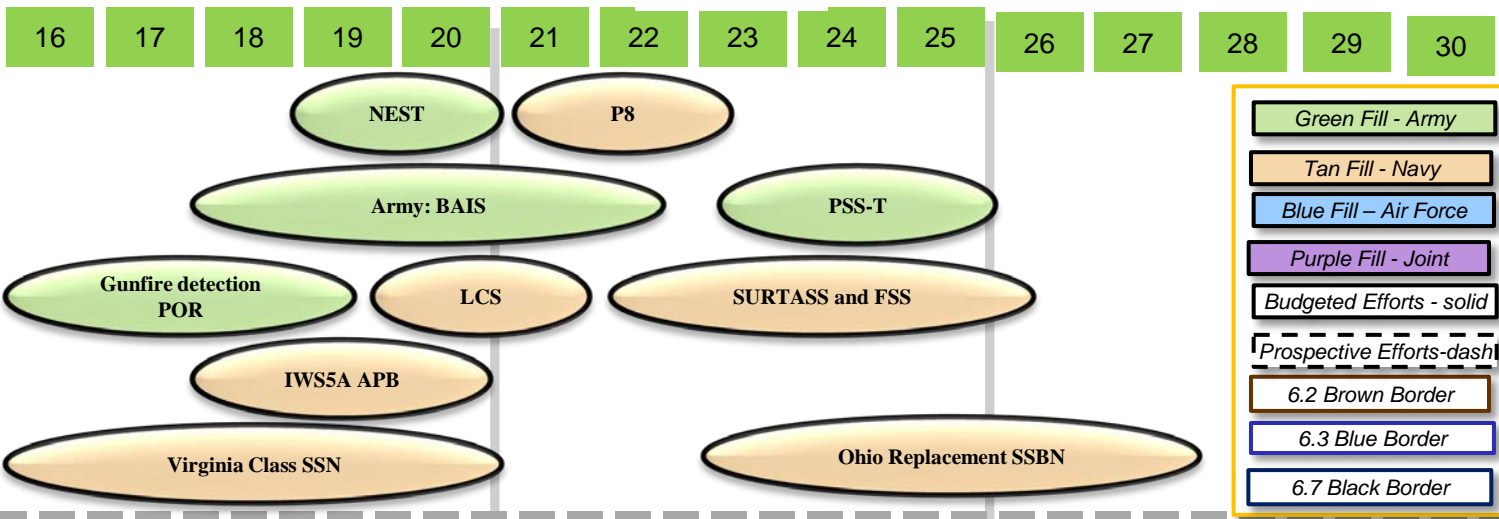 16 17 18 19 20 21 22 23 24 25 26 27 28 29 30
NEST
P8
Army: BAIS
PSS-T
Gunfire detection
POR
LCS
SURTASS and FSS
IWS5A APB
Virginia Class SSN
Ohio Replacement SSBN
Green Fill - Army
Tan Fill - Navy
Blue Fill – Air Force
Purple Fill - Joint
Budgeted Efforts - solid
Prospective Efforts-dash
6.2 Brown Border
6.3 Blue Border
6.7 Black Border